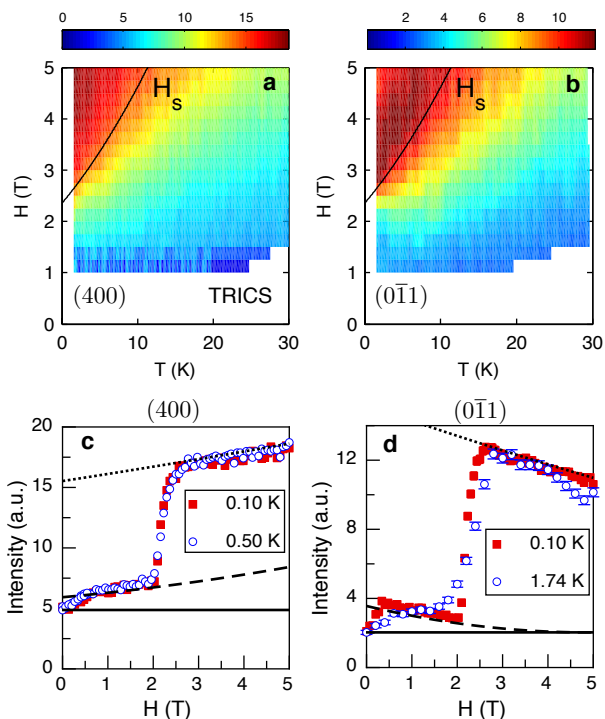 0 5 10 15
2 4 6 8 10
a
b
H_s
H_s
5
4
3
2
1
0
H (T)
5
4
3
2
1
0
H (T)
(400)
TRICS
(01̄1)
0 10 20 30
0 10 20 30
T (K)
T (K)
(400)
(01̄1)
c
d
20
15
10
5
0
Intensity (a.u.)
12
8
4
0
Intensity (a.u.)
0.10 K
0.50 K
0.10 K
1.74 K
0 1 2 3 4 5
0 1 2 3 4 5
H (T)
H (T)